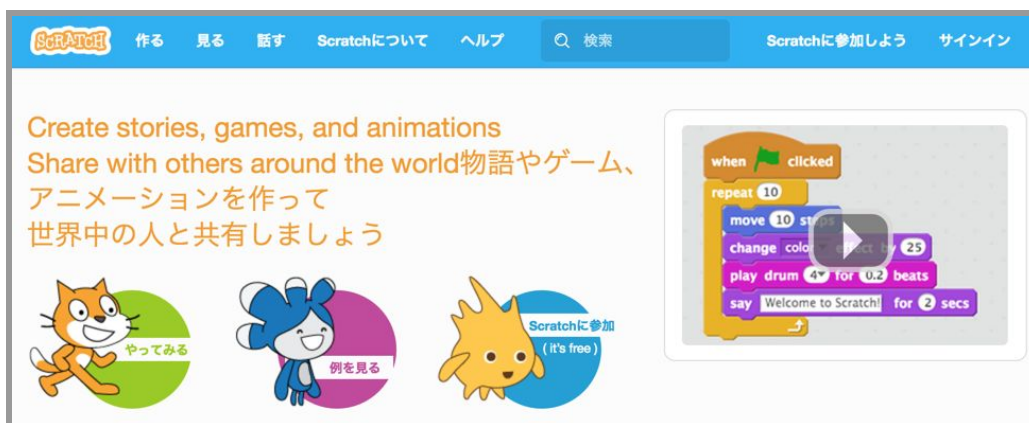 SCRATCH 作る 見る 話す Scratchについて ヘルプ 検索 Scratchに参加しよう サインイン
Create stories, games, and animations
Share with others around the world物語やゲーム、
アニメーションを作って
世界中の人と共有しましょう
やってみる
例を見る
Scratchに参加
( it's free )
when clicked
repeat 10
move 10 steps
change color effect by 25
play drum 4 for 0.2 beats
say Welcome to Scratch! for 2 secs